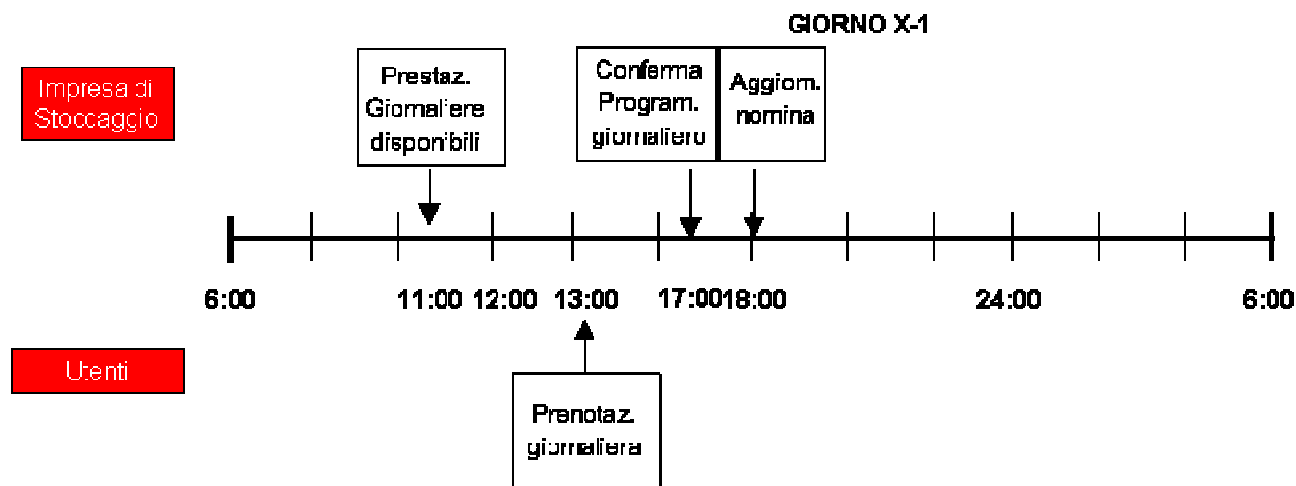 GIORNO X-1
Impresa di
Stoccaggio
Prestaz.
Giornaliere
disponibili
Conferma
Program.
giornaliero
Aggiorn.
nomina
6:00
11:00
12:00
13:00
17:00
18:00
24:00
6:00
Utenti
Prenotaz.
giornaliera